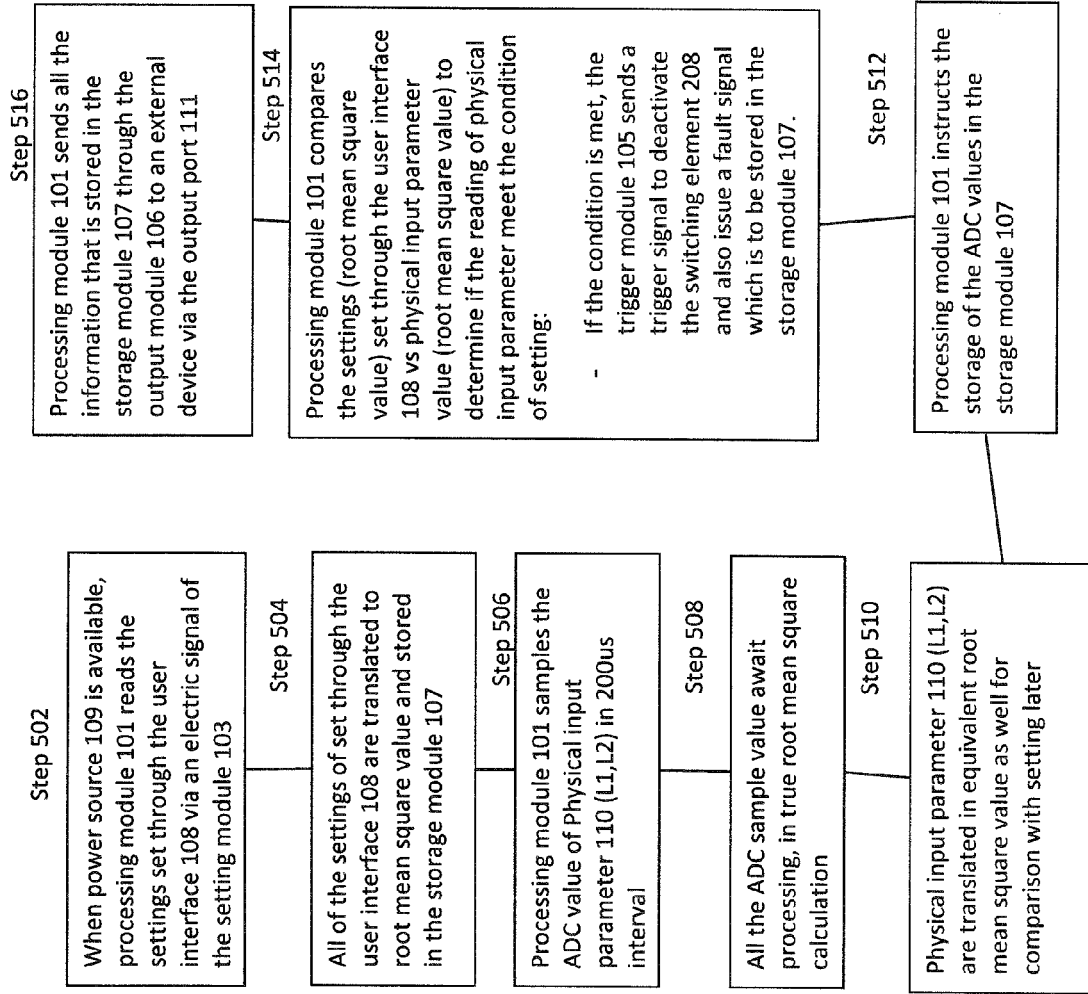 Step 502
When power source 109 is available,
processing module 101 reads the
settings set through the user
interface 108 via an electric signal of
the setting module 103
Step 504
All of the settings of set through the
user interface 108 are translated to
root mean square value and stored
in the storage module 107
Step 506
Processing module 101 samples the
ADC value of Physical input
parameter 110 (L1,L2) in 200us
interval
Step 508
All the ADC sample value await
processing, in true root mean square
calculation
Step 510
Physical input parameter 110 (L1,L2)
are translated in equivalent root
mean square value as well for
comparison with setting later
Step 512
Processing module 101 instructs the
storage of the ADC values in the
storage module 107
Step 514
Processing module 101 compares
the settings (root mean square
value) set through the user interface
108 vs physical input parameter
value (root mean square value) to
determine if the reading of physical
input parameter meet the condition
of setting:
- If the condition is met, the
trigger module 105 sends a
trigger signal to deactivate
the switching element 208
and also issue a fault signal
which is to be stored in the
storage module 107.
Step 516
Processing module 101 sends all the
information that is stored in the
storage module 107 through the
output module 106 to an external
device via the output port 111